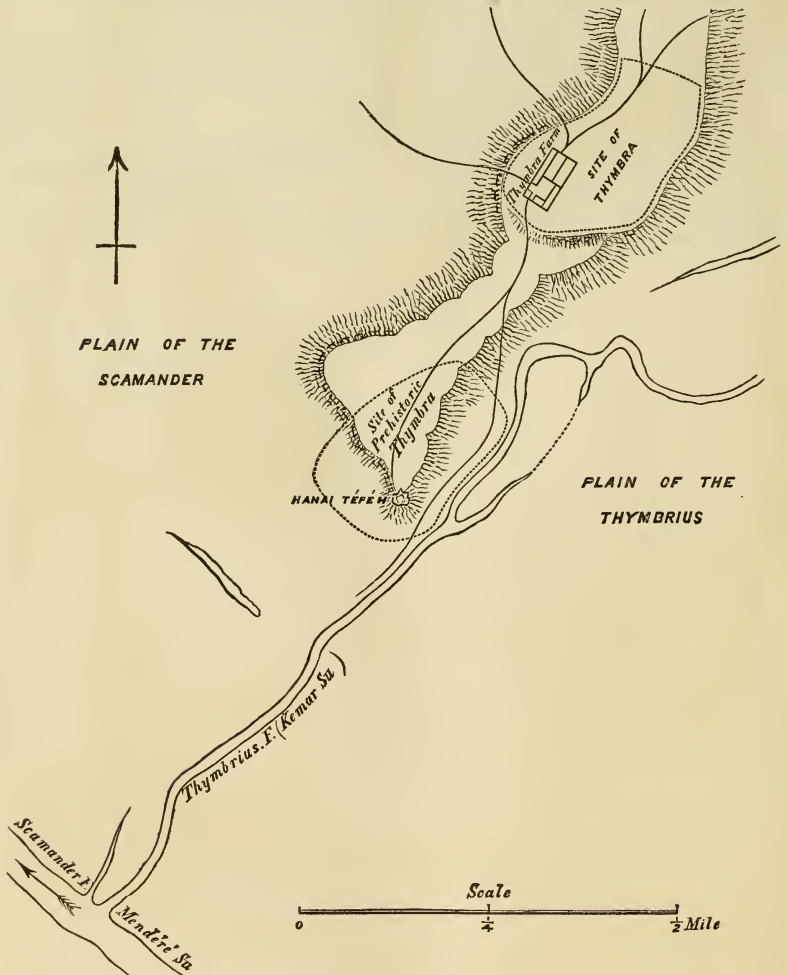 Thymbra Farm
SITE OF
THYMBRA
PLAIN OF THE
SCAMANDER
Site of
Prehistoric
Thymbra
HANAÏ TÉPÉH
PLAIN OF THE
THYMBRIUS
Thymbrius. F. (Kemar Su)
Scamander F.
Mendéré Su
Scale
0 1/4 1/2 Mile